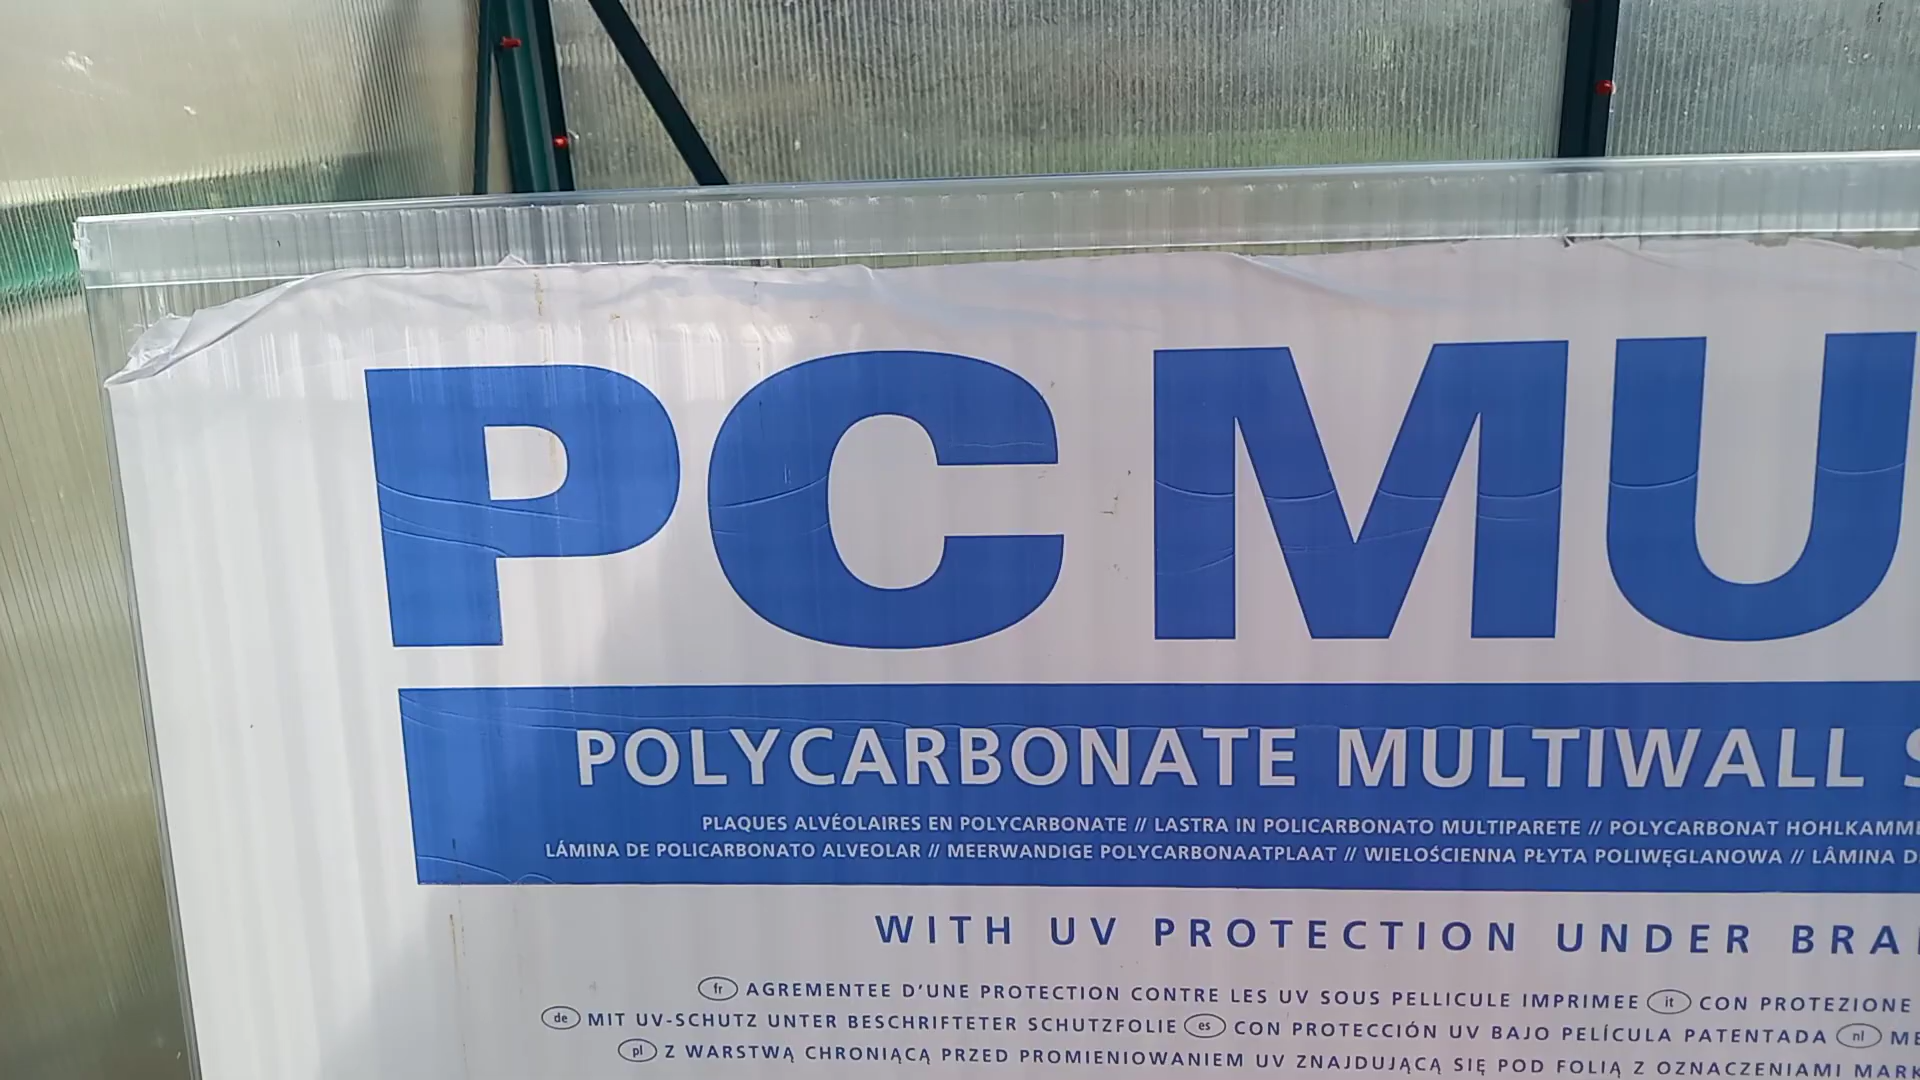 PC MU
POLYCARBONATE MULTIWALL
PLAQUES ALVÉOLAIRES EN POLYCARBONATE // LASTRA IN POLICARBONATO MULTIPARETE // POLYCARBONAT HOHLKAMM
LÁMINA DE POLICARBONATO ALVEOLAR // MEERWANDIGE POLYCARBONAATPLAAT // WIELOŚCIENNA PŁYTA POLIWĘGLANOWA // LÂMINA D
WITH UV PROTECTION UNDER BRA
fr AGREMENTEE D'UNE PROTECTION CONTRE LES UV SOUS PELLICULE IMPRIMEE it CON PROTEZIONE
de MIT UV-SCHUTZ UNTER BESCHRIFTETER SCHUTZFOLIE es CON PROTECCIÓN UV BAJO PELÍCULA PATENTADA nl ME
pl Z WARSTWĄ CHRONIĄCĄ PRZED PROMIENIOWANIEM UV ZNAJDUJĄCĄ SIĘ POD FOLIĄ Z OZNACZENIAMI MARK